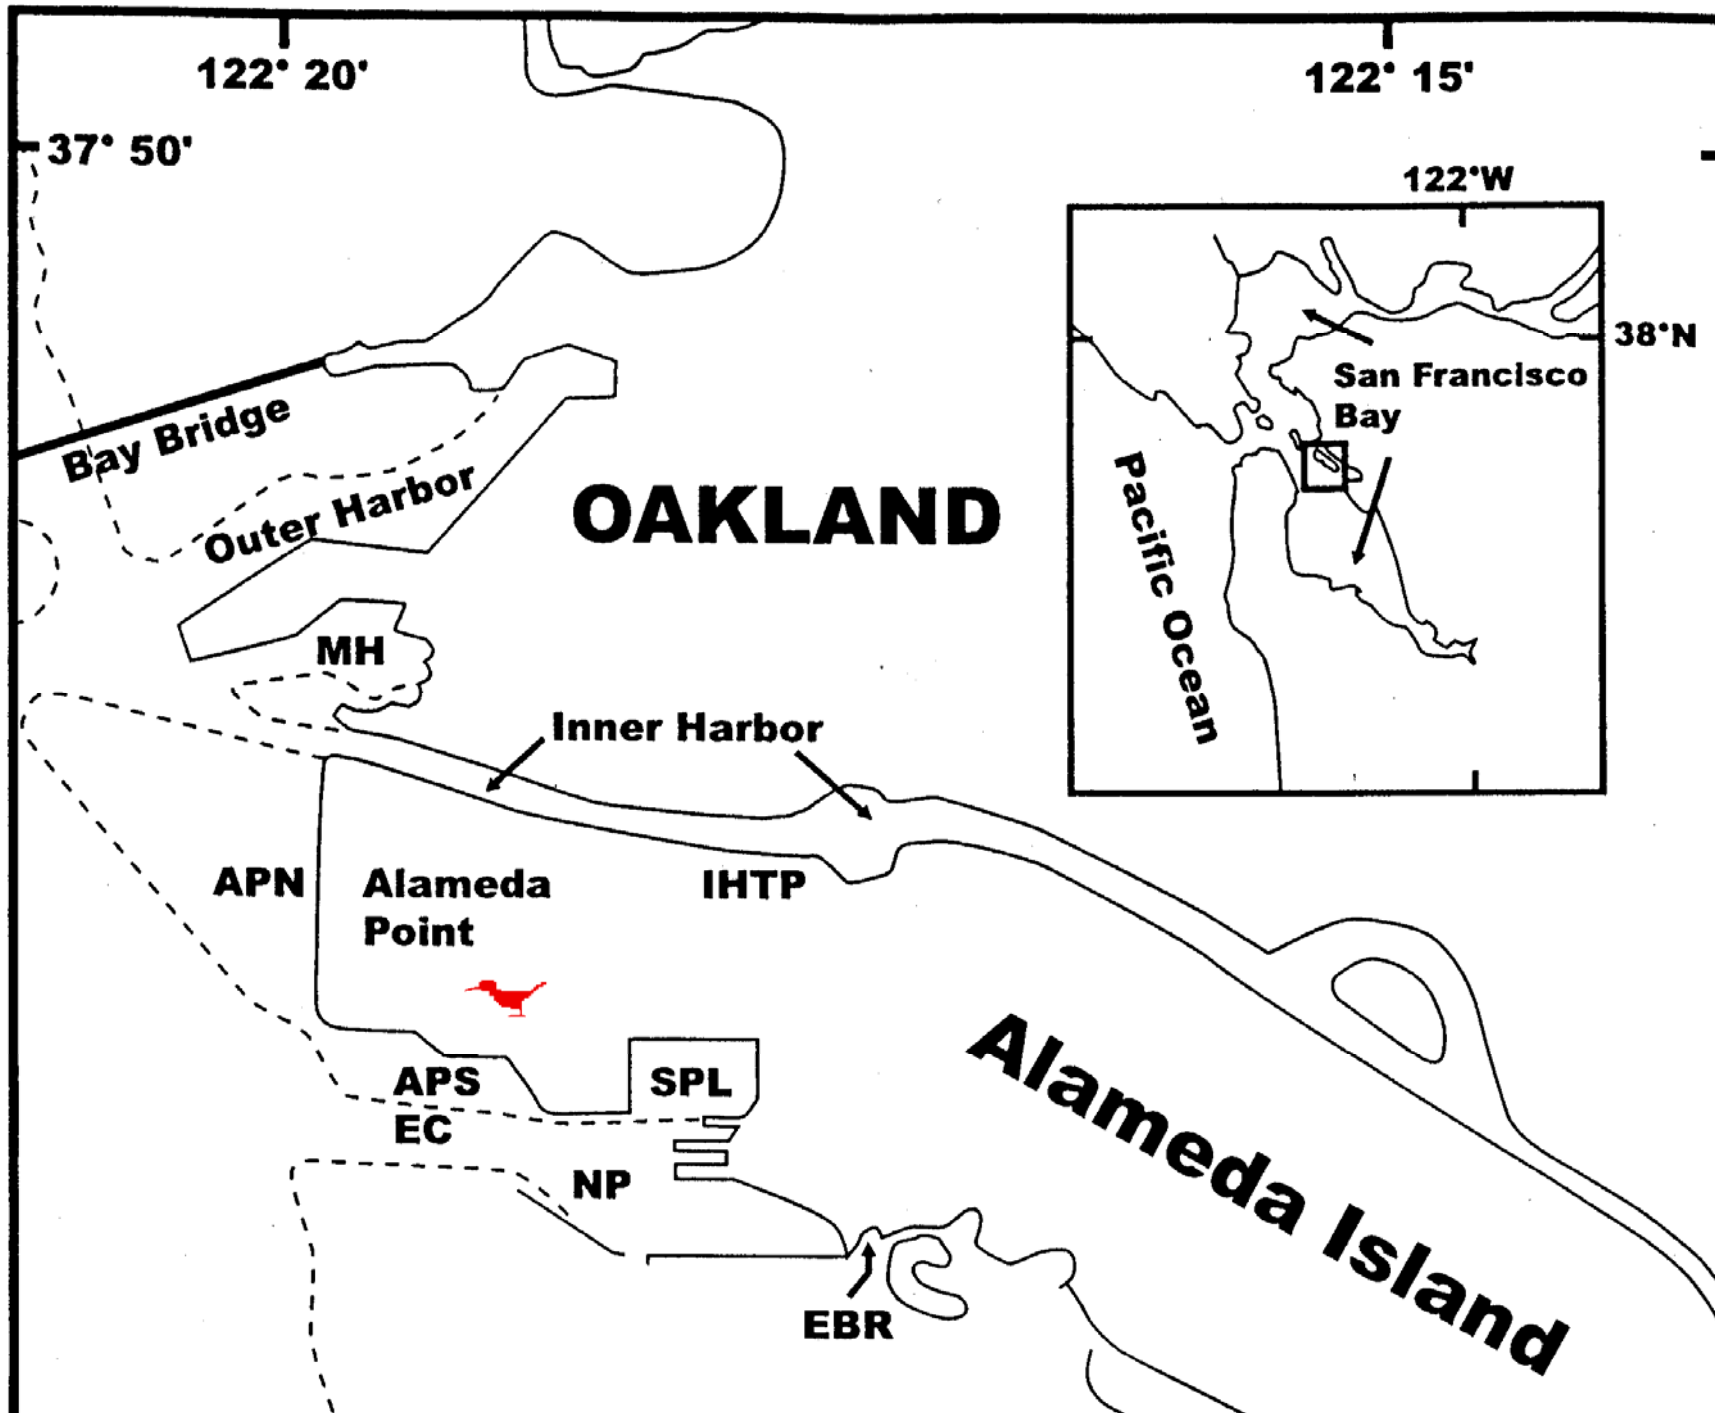 122° 20'
122° 15'
37° 50'
122°W
38°N
San Francisco
Bay
Pacific Ocean
Bay Bridge
Outer Harbor
OAKLAND
MH
Inner Harbor
APN
Alameda
Point
IHTP
APS
EC
SPL
NP
EBR
Alameda Island